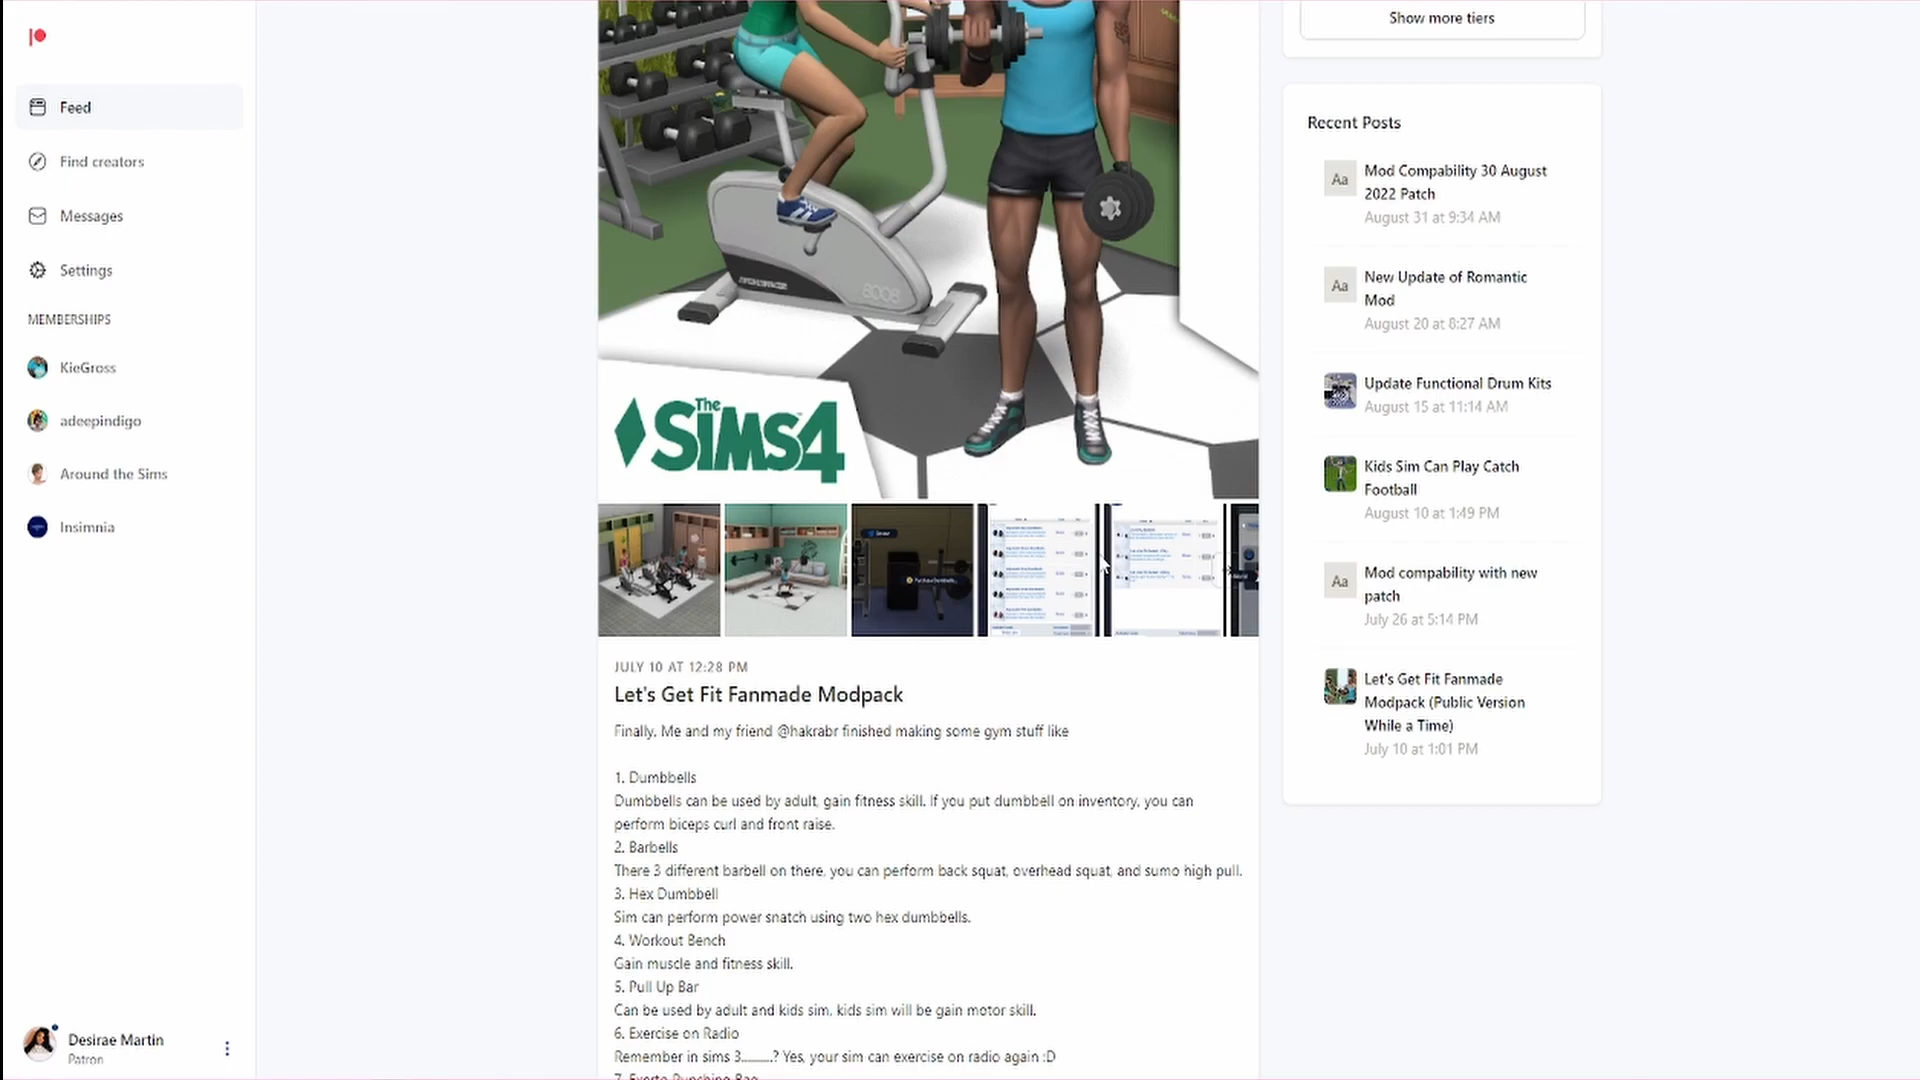 Feed
Find creators
Messages
Settings
MEMBERSHIPS
KieGross
adeepindigo
Around the Sims
Insimnia
Desirae Martin
Patron
8008
The
SiMS4
JULY 10 AT 12:28 PM
Let's Get Fit Fanmade Modpack
Finally, Me and my friend @hakrabr finished making some gym stuff like
1. Dumbbells
Dumbbells can be used by adult, gain fitness skill. If you put dumbbell on inventory, you can
perform biceps curl and front raise.
2. Barbells
There 3 different barbell on there, you can perform back squat, overhead squat, and sumo high pull.
3. Hex Dumbbell
Sim can perform power snatch using two hex dumbbells.
4. Workout Bench
Gain muscle and fitness skill.
5. Pull Up Bar
Can be used by adult and kids sim, kids sim will be gain motor skill.
6. Exercise on Radio
Remember in sims 3..........? Yes, your sim can exercise on radio again :D
Show more tiers
Recent Posts
Aa
Mod Compability 30 August
2022 Patch
August 31 at 9:34 AM
Aa
New Update of Romantic
Mod
August 20 at 8:27 AM
Update Functional Drum Kits
August 15 at 11:14 AM
Kids Sim Can Play Catch
Football
August 10 at 1:49 PM
Aa
Mod compability with new
patch
July 26 at 5:14 PM
Let's Get Fit Fanmade
Modpack (Public Version
While a Time)
July 10 at 1:01 PM